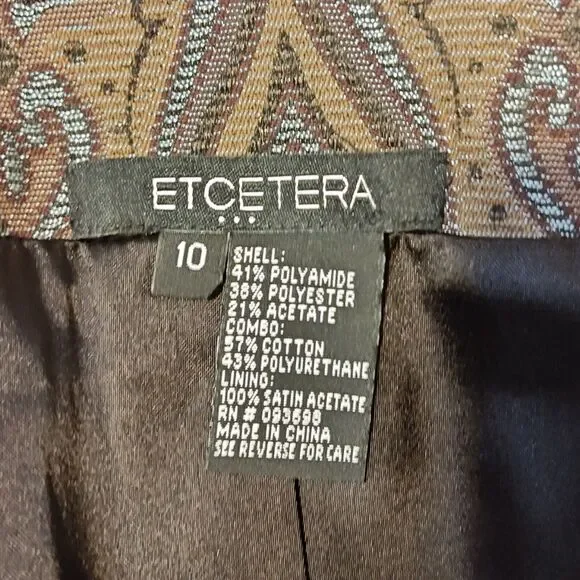 ETCETERA
10
SHELL:
41% POLYAMIDE
38% POLYESTER
21% ACETATE
COMBO:
57% COTTON
43% POLYURETHANE
LINING:
100% SATIN ACETATE
RN # 093698
MADE IN CHINA
SEE REVERSE FOR CARE